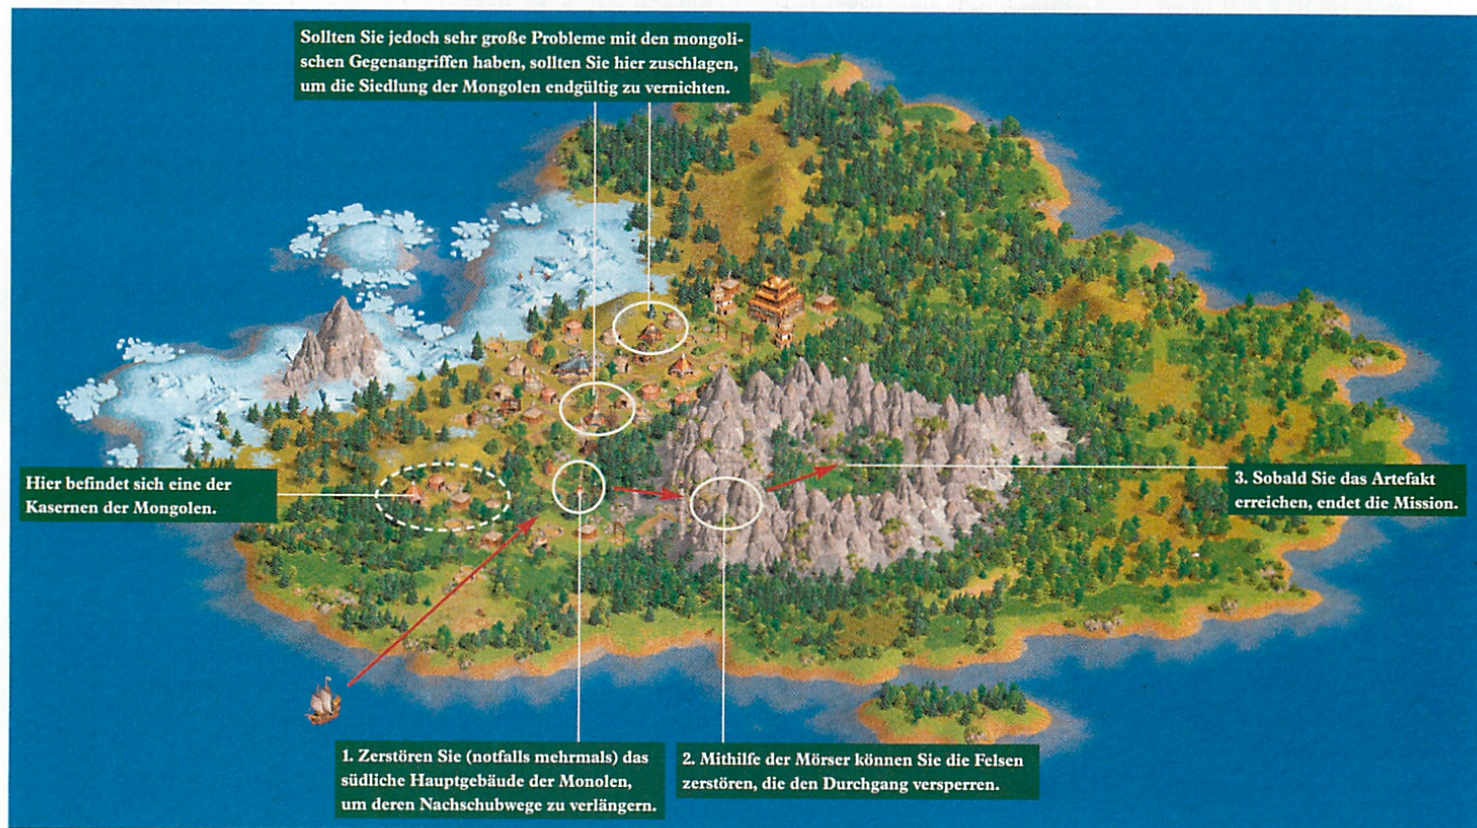 Sollten Sie jedoch sehr große Probleme mit den mongoli-
schen Gegenangriffen haben, sollten Sie hier zuschlagen,
um die Siedlung der Mongolen endgültig zu vernichten.
Hier befindet sich eine der
Kasernen der Mongolen.
3. Sobald Sie das Artefakt
erreichen, endet die Mission.
1. Zerstören Sie (notfalls mehrmals) das
südliche Hauptgebäude der Monolen,
um deren Nachschubwege zu verlängern.
2. Mithilfe der Mörser können Sie die Felsen
zerstören, die den Durchgang versperren.